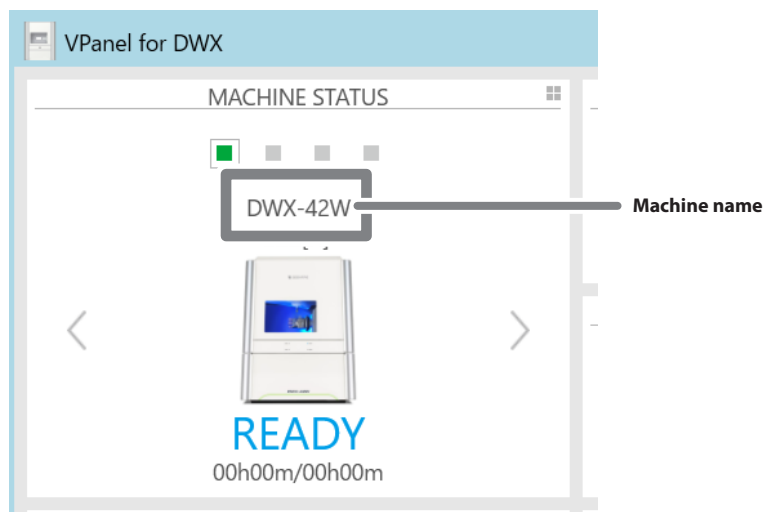 VPanel for DWX
MACHINE STATUS
DWX-42W
Machine name
READY
00h00m/00h00m